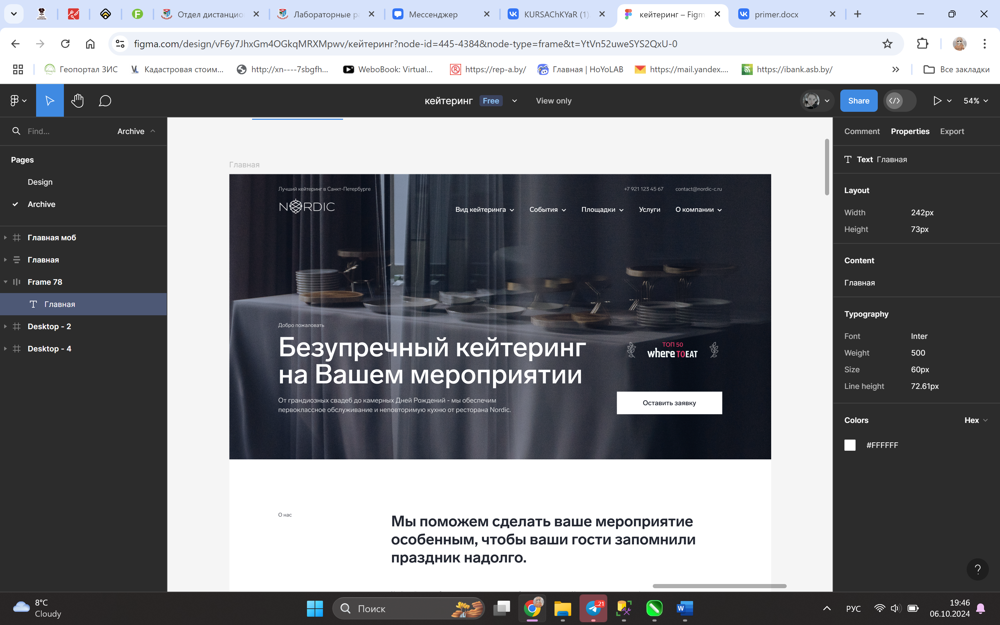 Отдел дистанцио
Лабораторные ра
Мессенджер
KURSAChKYaR (1)
кейтеринг – Figm
primer.docx
figma.com/design/vF6y7JhxGm4OGkqMRXMpwv/кейтеринг?node-id=445-4384&node-type=frame&t=YtVn52uweSYS2QxU-0
Геопортал ЗИС
Кадастровая стоим...
http://xn----7sbgfh...
WeboBook: Virtual...
https://rep-a.by/
Главная | HoYoLAB
https://mail.yandex....
https://ibank.asb.by/
Все закладки
кейтеринг
Free
View only
Share
54%
Find...
Archive
Pages
Design
Archive
Главная моб
Главная
Frame 78
Главная
Desktop - 2
Desktop - 4
Главная
Лучший кейтеринг в Санкт-Петербурге
+7 921 123 45 67
contact@nordic-c.ru
NORDIC
Вид кейтеринга
События
Площадки
Услуги
О компании
Добро пожаловать
Безупречный кейтеринг
на Вашем мероприятии
ТОП 50
where TOEAT
От грандиозных свадеб до камерных Дней Рождений - мы обеспечим
первоклассное обслуживание и неповторимую кухню от ресторана Nordic.
Оставить заявку
О нас
Мы поможем сделать ваше мероприятие
особенным, чтобы ваши гости запомнили
праздник надолго.
Comment
Properties
Export
Text Главная
Layout
Width 242px
Height 73px
Content
Главная
Typography
Font Inter
Weight 500
Size 60px
Line height 72.61px
Colors
Hex
#FFFFFF
?
8°C
Cloudy
Поиск
..21
РУС
19:46
06.10.2024